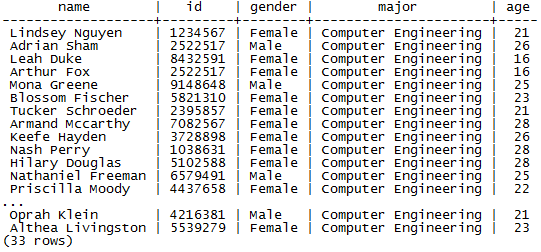 name | id | gender | major | age
--------------------+---------+--------+----------------------+-----
Lindsey Nguyen | 1234567 | Female | Computer Engineering | 21
Adrian Sham | 2522517 | Male | Computer Engineering | 26
Leah Duke | 8432591 | Female | Computer Engineering | 16
Arthur Fox | 2522517 | Female | Computer Engineering | 16
Mona Greene | 9148648 | Male | Computer Engineering | 25
Blossom Fischer | 5821310 | Female | Computer Engineering | 23
Tucker Schroeder | 2395857 | Female | Computer Engineering | 21
Armand Mccarthy | 7082567 | Female | Computer Engineering | 28
Keefe Hayden | 3728898 | Female | Computer Engineering | 26
Nash Perry | 1038631 | Female | Computer Engineering | 28
Hilary Douglas | 5102588 | Female | Computer Engineering | 28
Nathaniel Freeman | 6579491 | Male | Computer Engineering | 25
Priscilla Moody | 4437658 | Female | Computer Engineering | 22
...
Oprah Klein | 4216381 | Male | Computer Engineering | 21
Althea Livingston | 5539279 | Female | Computer Engineering | 23
(33 rows)